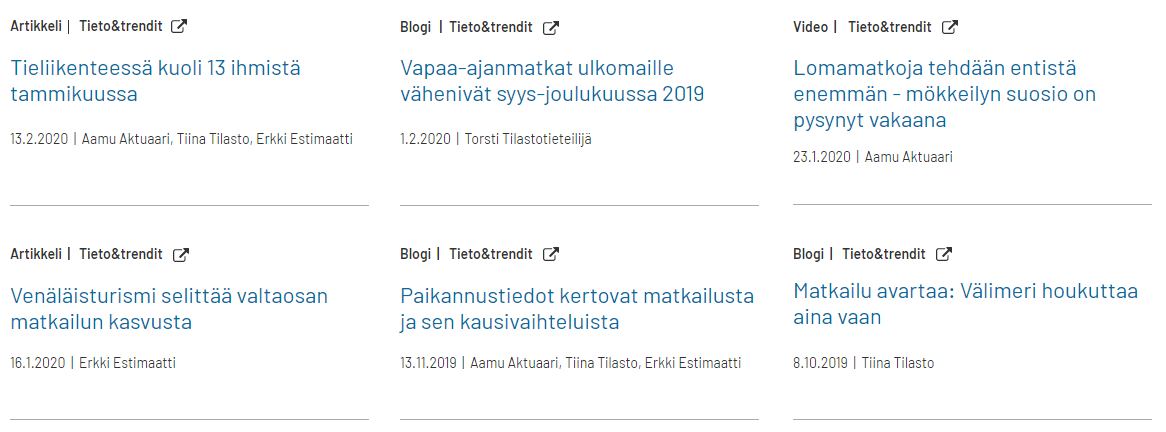 Artikkeli | Tieto&trendit
Tieliikenteessä kuoli 13 ihmistä
tammikuussa
13.2.2020 | Aamu Aktuaari, Tiina Tilasto, Erkki Estimaatti
Blogi | Tieto&trendit
Vapaa-ajanmatkat ulkomaille
vähenivät syys-joulukuussa 2019
1.2.2020 | Torsti Tilastotieteilijä
Video | Tieto&trendit
Lomamatkoja tehdään entistä
enemmän - mökkeilyn suosio on
pysynyt vakaana
23.1.2020 | Aamu Aktuaari
Artikkeli | Tieto&trendit
Venäläisturismi selittää valtaosan
matkailun kasvusta
16.1.2020 | Erkki Estimaatti
Blogi | Tieto&trendit
Paikannustiedot kertovat matkailusta
ja sen kausivaihteluista
13.11.2019 | Aamu Aktuaari, Tiina Tilasto, Erkki Estimaatti
Blogi | Tieto&trendit
Matkailu avartaa: Välimeri houkuttaa
aina vaan
8.10.2019 | Tiina Tilasto